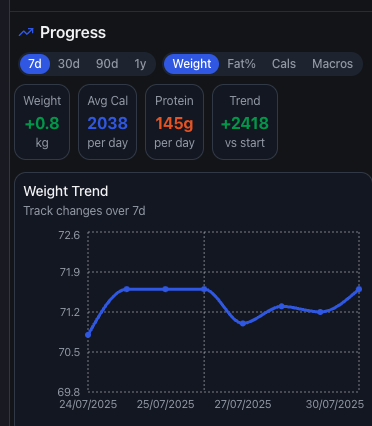 Progress
7d 30d 90d 1y Weight Fat% Cals Macros
Weight Avg Cal Protein Trend
+0.8 2038 145g +2418
kg per day per day vs start
Weight Trend
Track changes over 7d
72.6
71.9
71.2
70.5
69.8
24/07/2025 25/07/2025 27/07/2025 30/07/2025